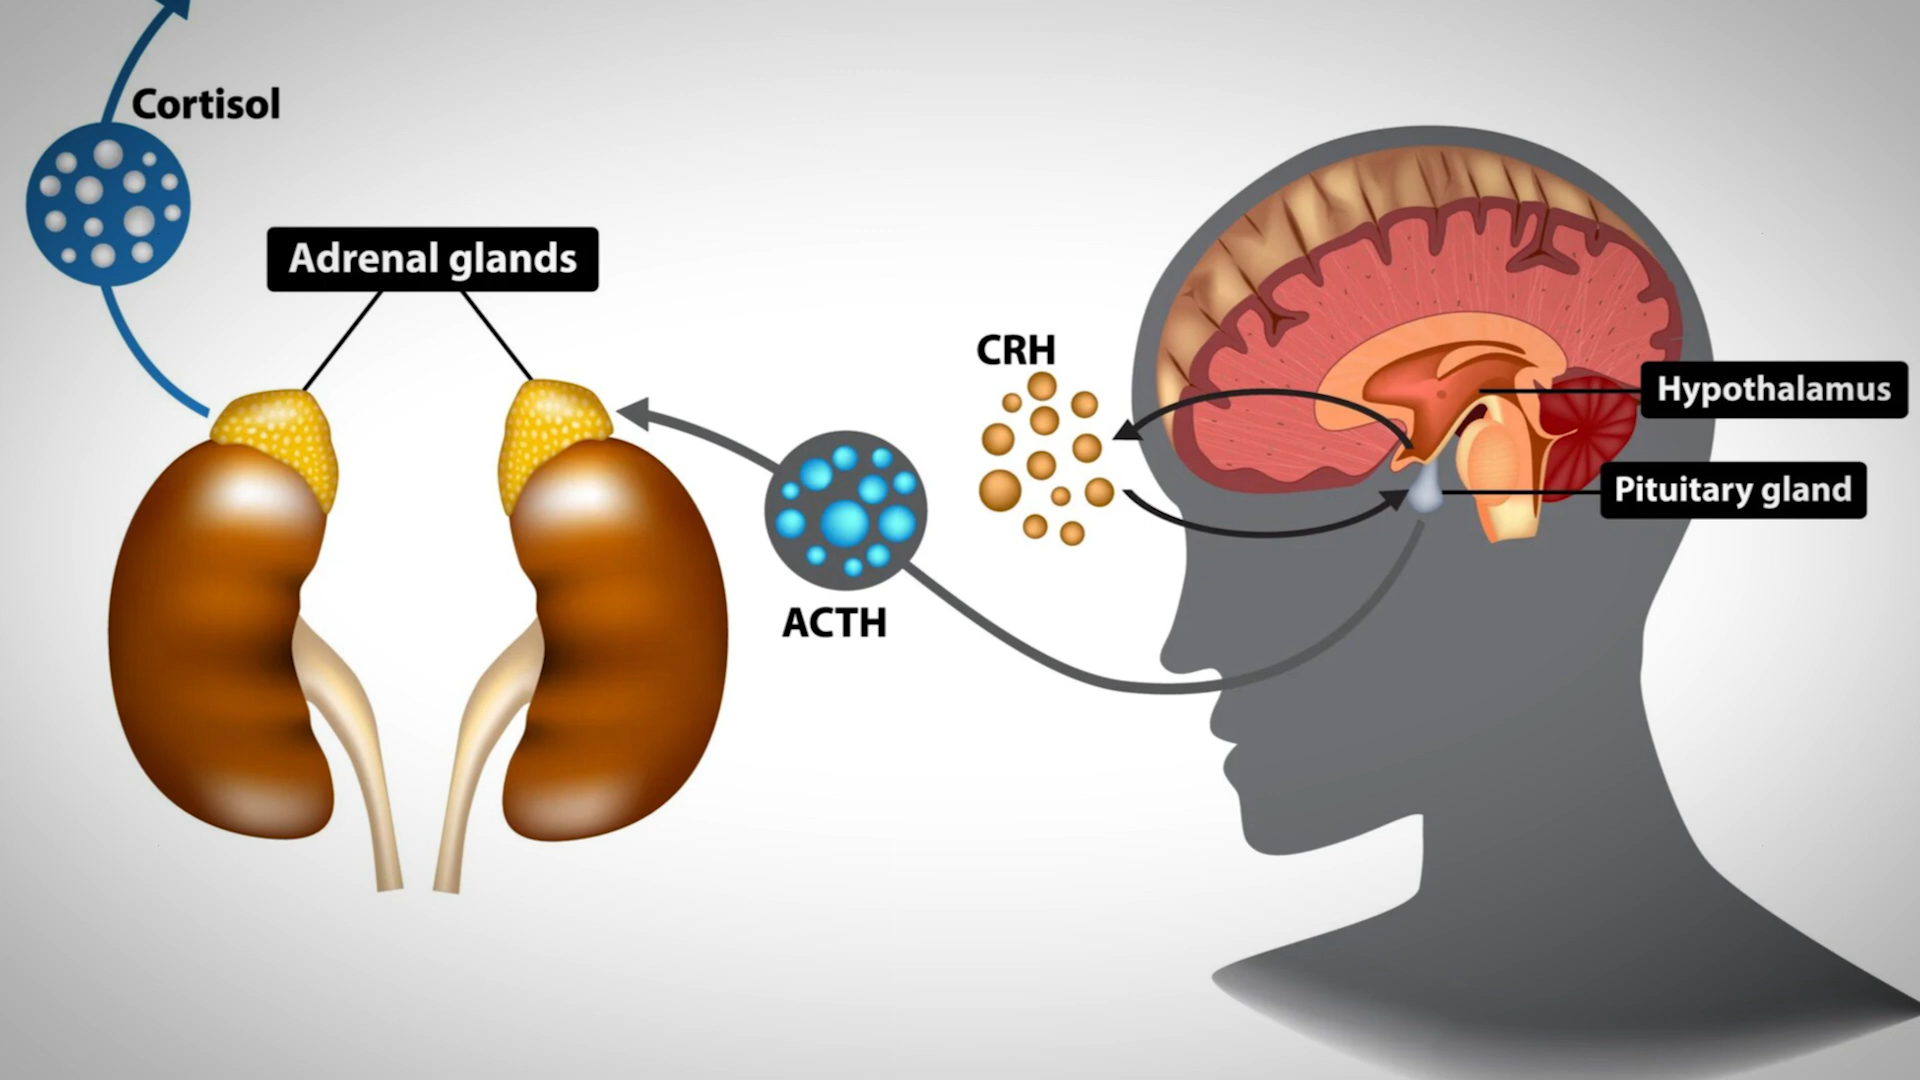 Cortisol
Adrenal glands
CRH
Hypothalamus
Pituitary gland
ACTH